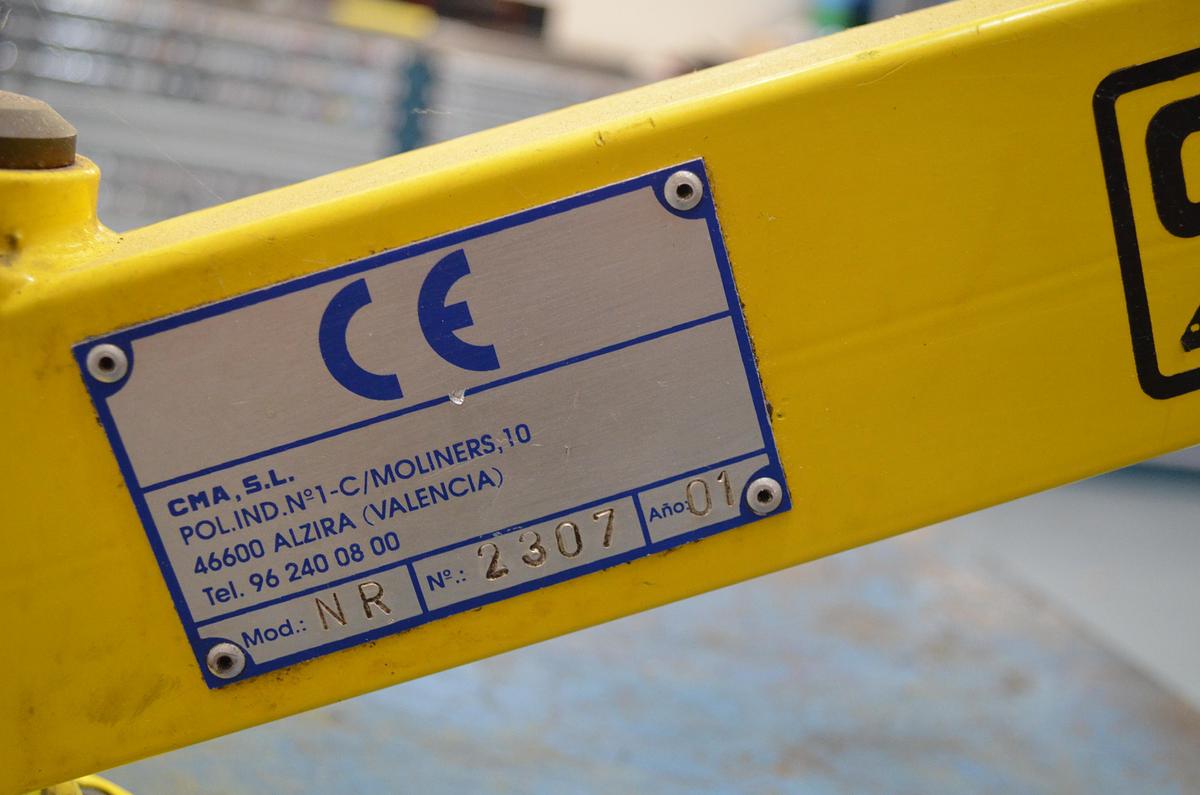 CE
CMA, S.L.
POL.IND.Nº1-C/MOLINERS,10
46600 ALZIRA (VALENCIA)
Tel. 96 240 08 00
Mod.: NR Nº.: 2307 Año: 01